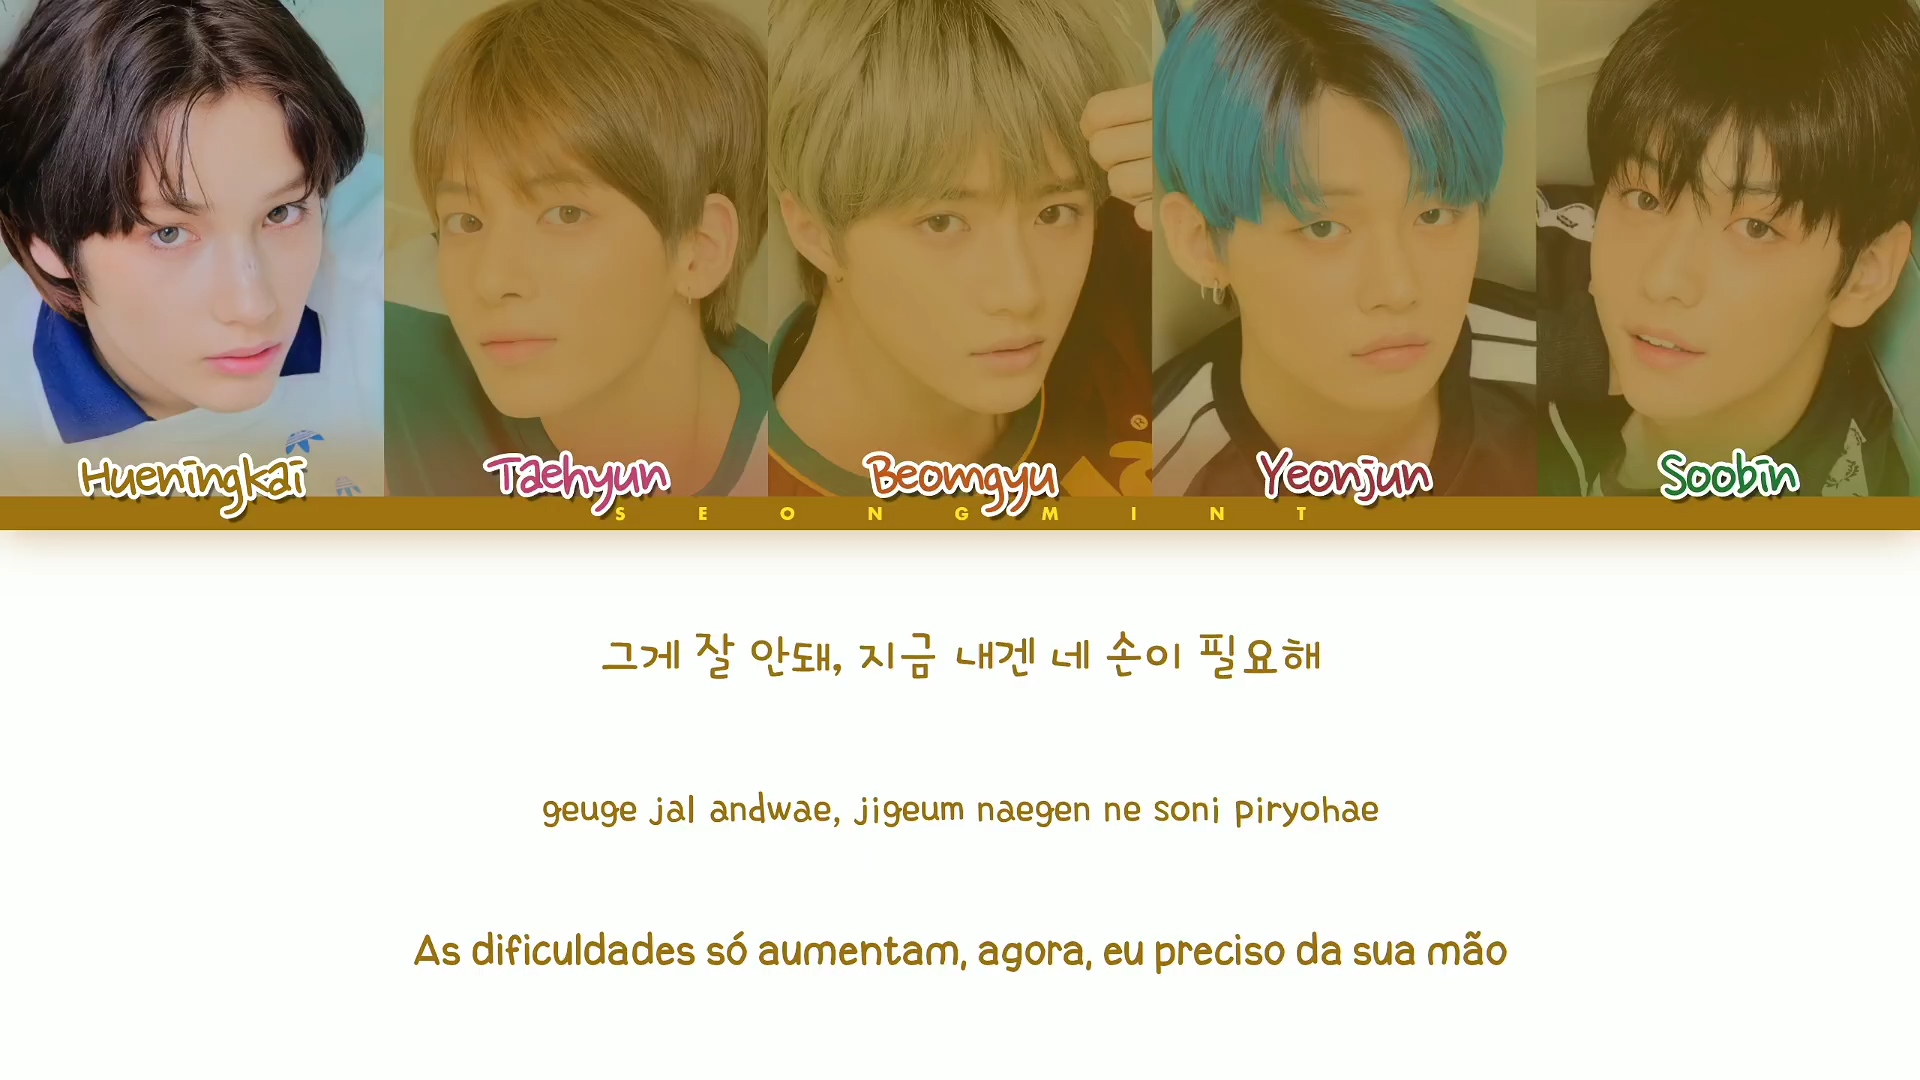 Hueningkai Taehyun Beomgyu Yeonjun Soobin
SEONGMINT
그게 잘 안돼, 지금 내겐 네 손이 필요해
geuge jal andwae, jigeum naegen ne soni piryohae
As dificuldades só aumentam, agora, eu preciso da sua mão